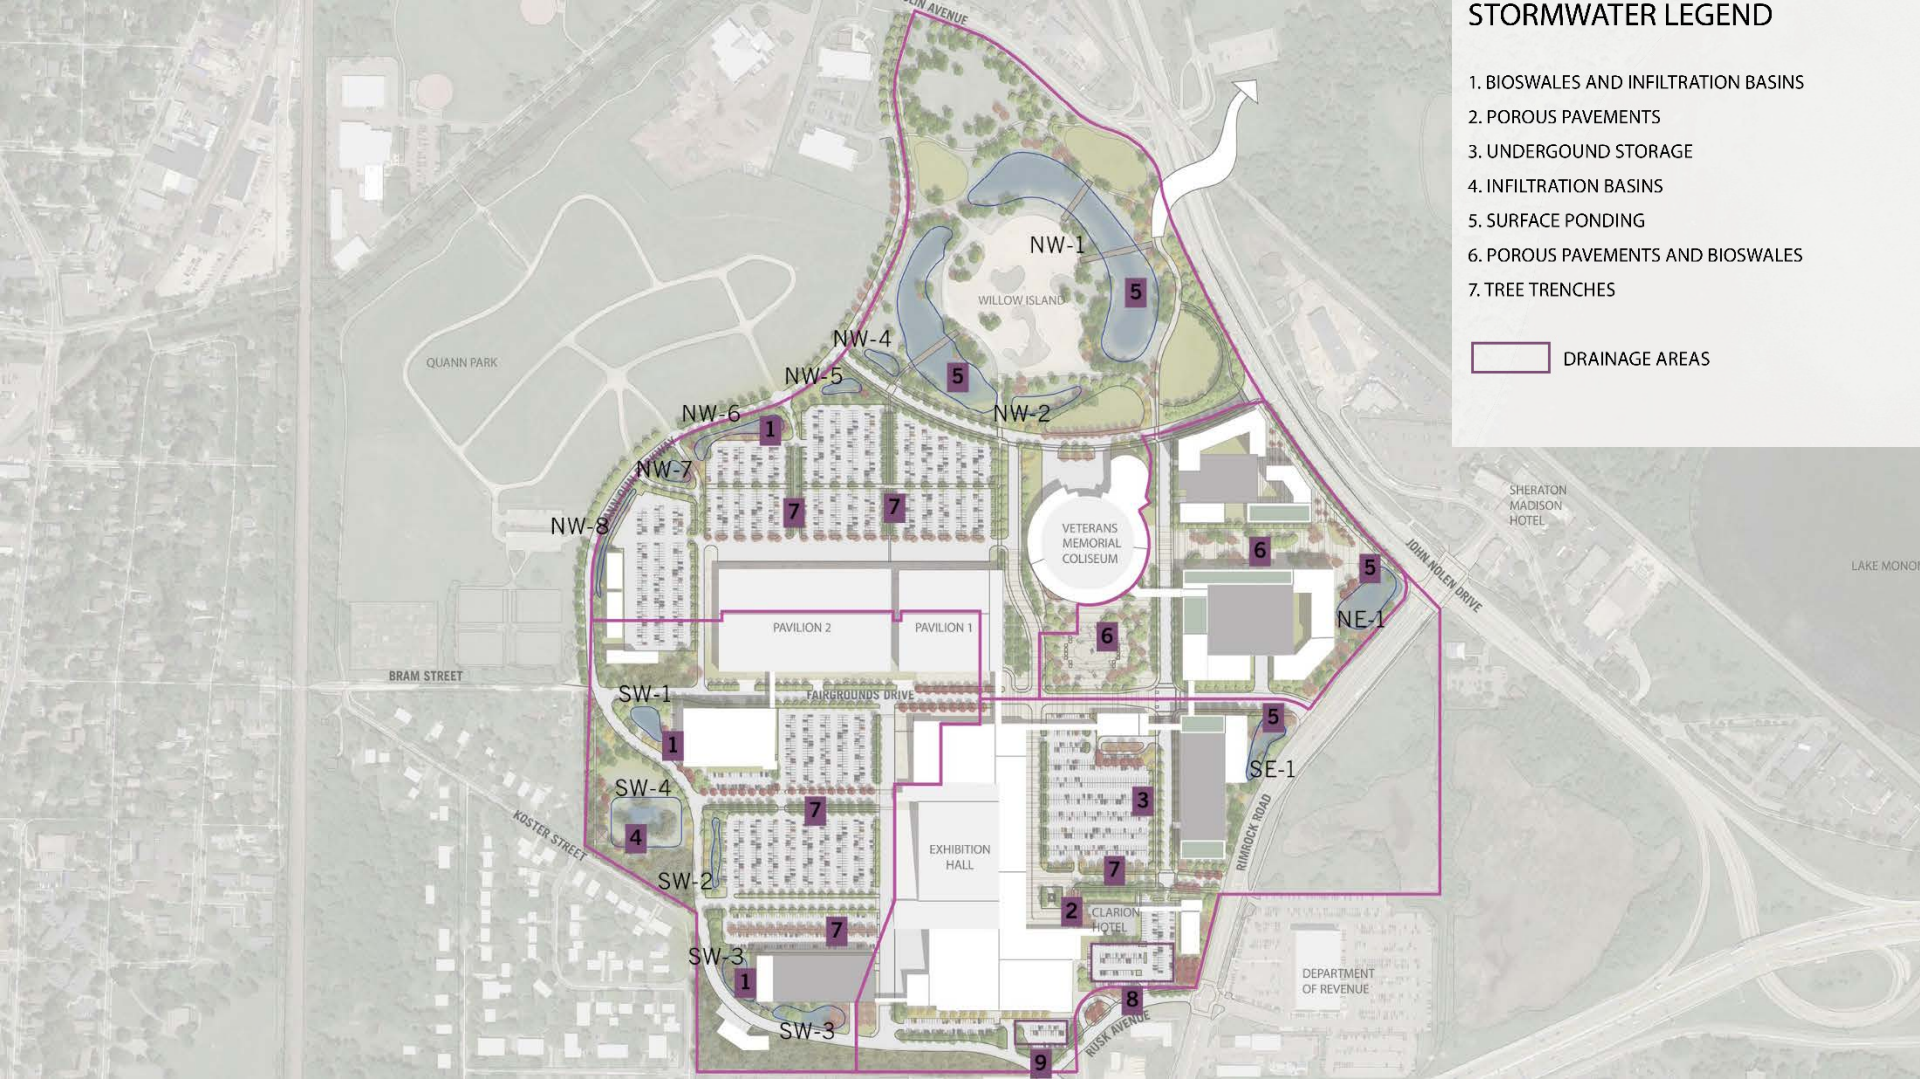 STORMWATER LEGEND
1. BIOSWALES AND INFILTRATION BASINS
2. POROUS PAVEMENTS
3. UNDERGOUND STORAGE
4. INFILTRATION BASINS
5. SURFACE PONDING
6. POROUS PAVEMENTS AND BIOSWALES
7. TREE TRENCHES
DRAINAGE AREAS
AVENUE
NW-1
5
WILLOW ISLAND
NW-4
QUANN PARK
NW-5
5
NW-6
NW-2
1
NW-7
7
7
NW-8
SHERATON
MADISON
HOTEL
VETERANS
MEMORIAL
COLISEUM
6
5
JOHN NOLEN DRIVE
NE-1
PAVILION 2
PAVILION 1
6
BRAM STREET
SW-1
FAIRGROUNDS DRIVE
5
1
SE-1
SW-4
7
3
4
KOSTER STREET
RIMROCK ROAD
EXHIBITION
HALL
7
SW-2
2
CLARION
HOTEL
7
SW-3
1
DEPARTMENT
OF REVENUE
8
SW-3
RUSK AVENUE
9